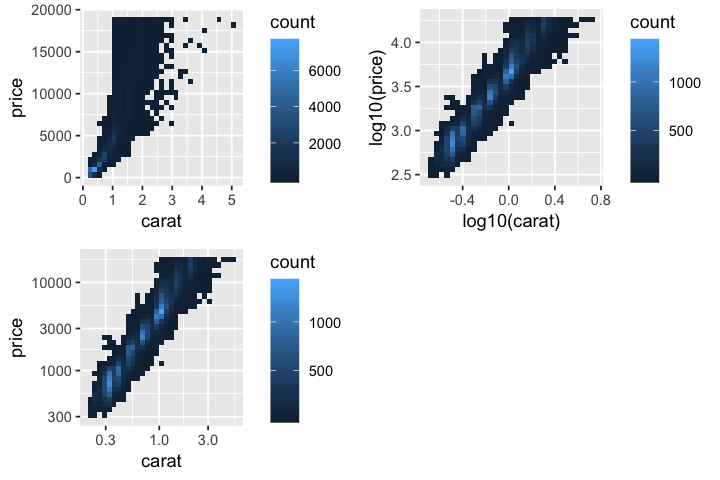 20000
15000
10000
5000
0
price
0 1 2 3 4 5
carat
count
6000
4000
2000
4.0
3.5
3.0
2.5
log10(price)
-0.4 0.0 0.4 0.8
log10(carat)
count
1000
500
10000
3000
1000
300
price
0.3 1.0 3.0
carat
count
1000
500